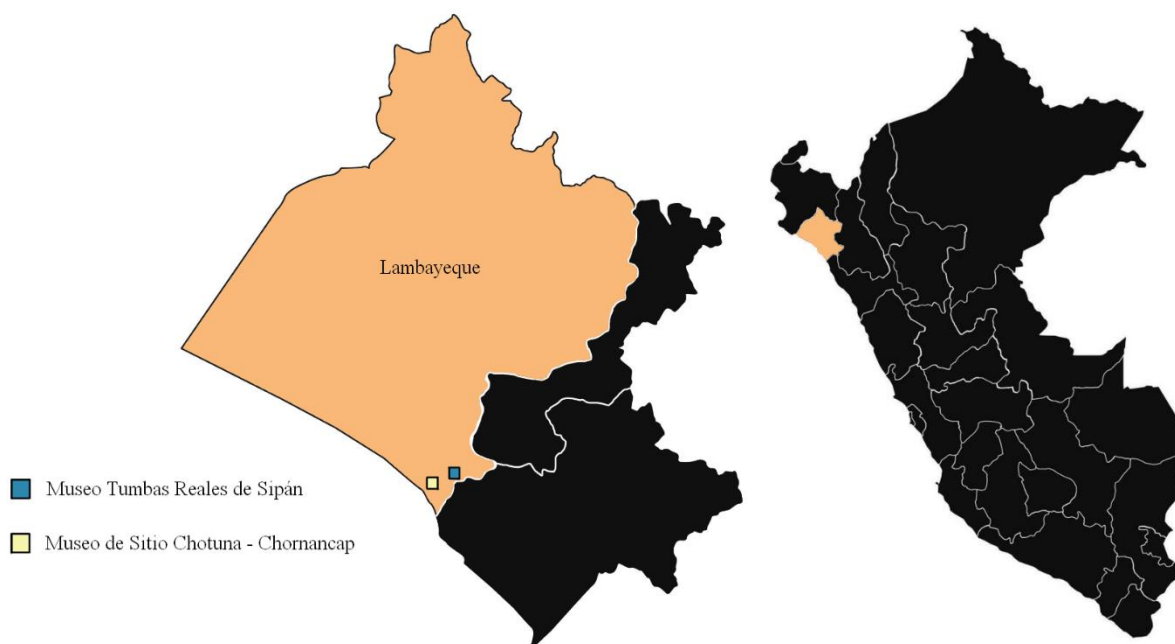 Lambayeque
Museo Tumbas Reales de Sipán
Museo de Sitio Chotuna - Chornancap